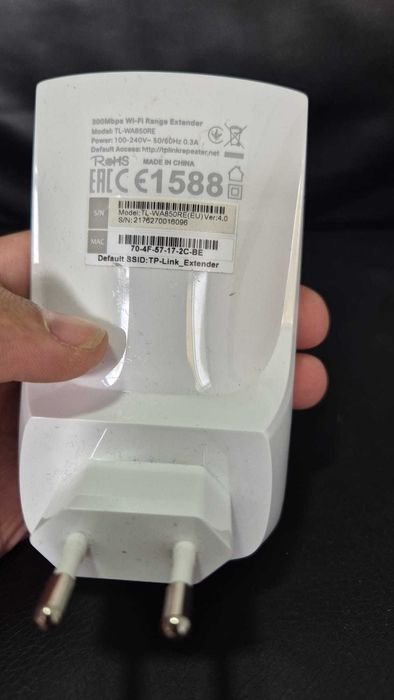 300Mbps Wi-Fi Range Extender
Model: TL-WA850RE
Power: 100-240V~ 50/60Hz 0.3A
Default Access: http://tplinkrepeater.net
RoHS MADE IN CHINA
EAC CE1588
S/N
Model:TL-WA850RE(EU) Ver:4.0
S/N: 2176270016096
MAC
70-4F-57-17-2C-BE
Default SSID:TP-Link_Extender